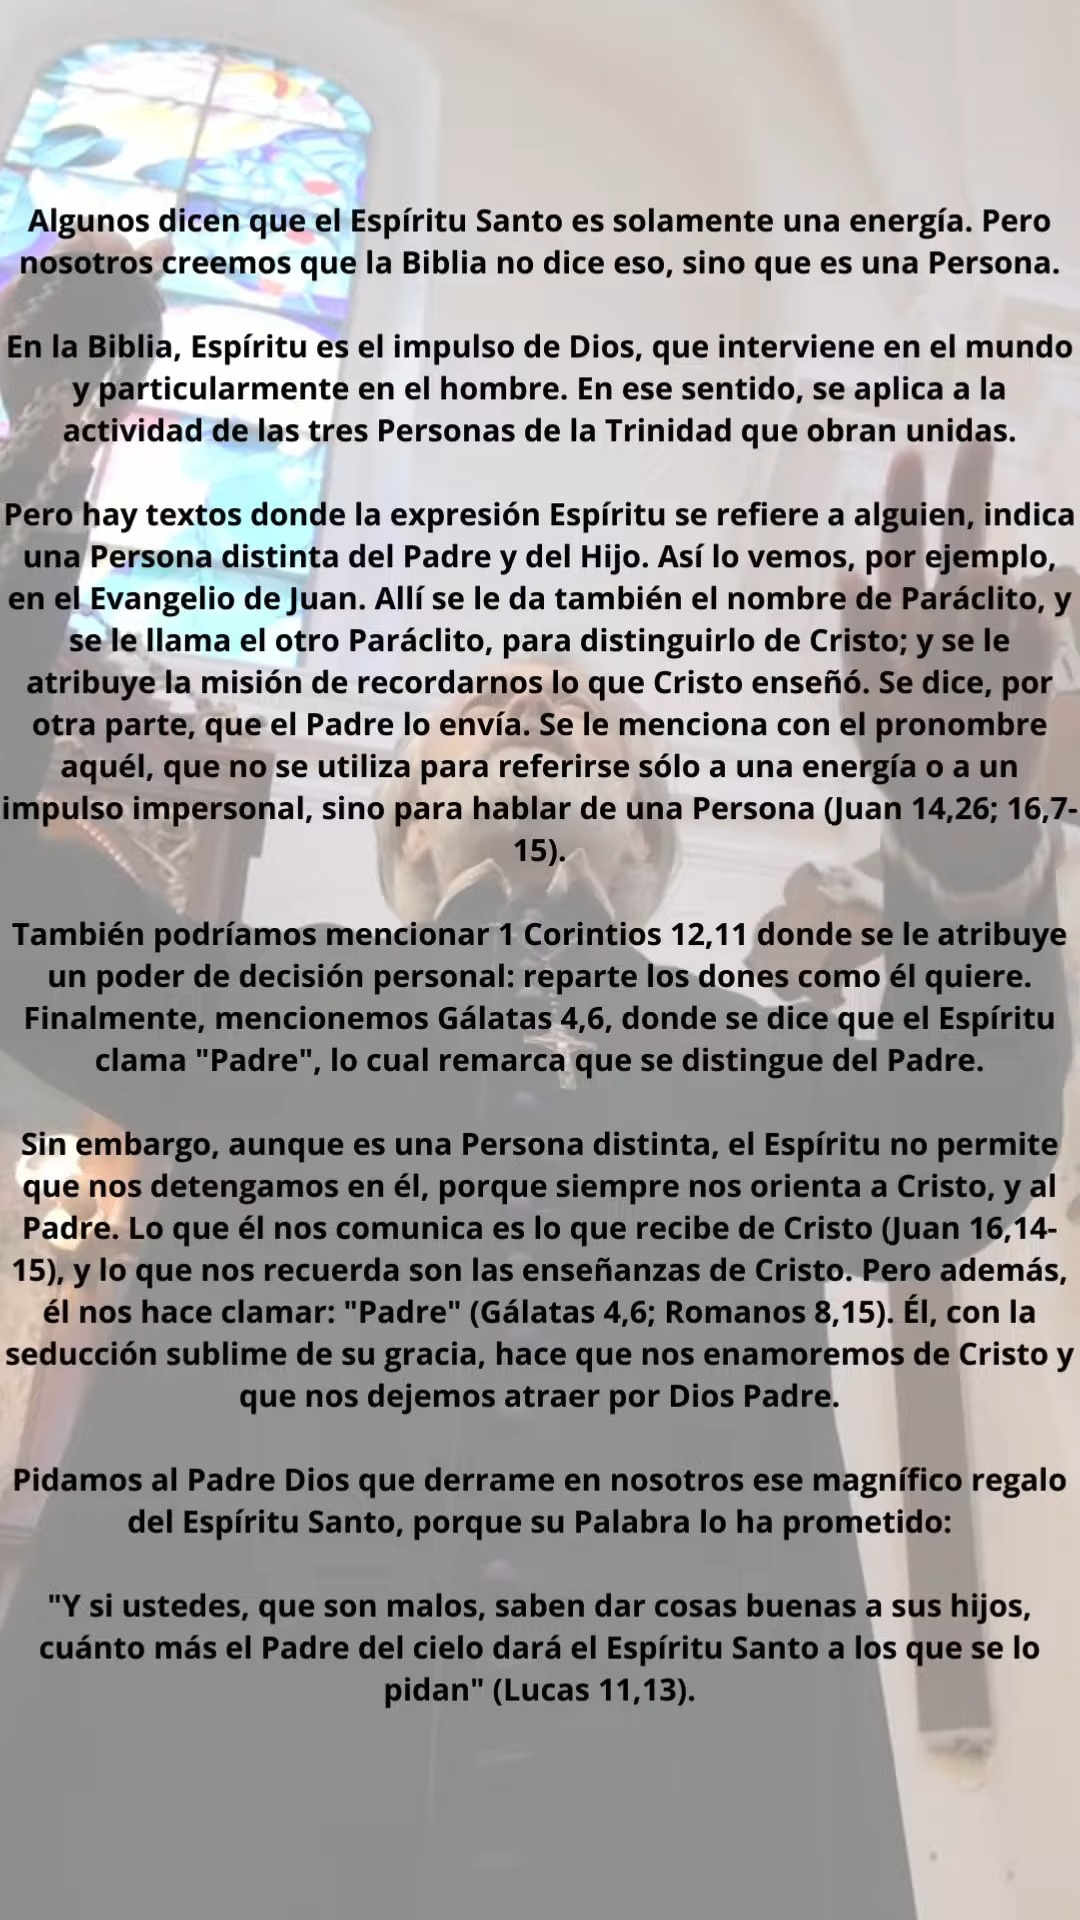 Algunos dicen que el Espíritu Santo es solamente una energía. Pero
nosotros creemos que la Biblia no dice eso, sino que es una Persona.
En la Biblia, Espíritu es el impulso de Dios, que interviene en el mundo
y particularmente en el hombre. En ese sentido, se aplica a la
actividad de las tres Personas de la Trinidad que obran unidas.
Pero hay textos donde la expresión Espíritu se refiere a alguien, indica
una Persona distinta del Padre y del Hijo. Así lo vemos, por ejemplo,
en el Evangelio de Juan. Allí se le da también el nombre de Paráclito, y
se le llama el otro Paráclito, para distinguirlo de Cristo; y se le
atribuye la misión de recordarnos lo que Cristo enseñó. Se dice, por
otra parte, que el Padre lo envía. Se le menciona con el pronombre
aquél, que no se utiliza para referirse sólo a una energía o a un
impulso impersonal, sino para hablar de una Persona (Juan 14,26; 16,7-
15).
También podríamos mencionar 1 Corintios 12,11 donde se le atribuye
un poder de decisión personal: reparte los dones como él quiere.
Finalmente, mencionemos Gálatas 4,6, donde se dice que el Espíritu
clama "Padre", lo cual remarca que se distingue del Padre.
Sin embargo, aunque es una Persona distinta, el Espíritu no permite
que nos detengamos en él, porque siempre nos orienta a Cristo, y al
Padre. Lo que él nos comunica es lo que recibe de Cristo (Juan 16,14-
15), y lo que nos recuerda son las enseñanzas de Cristo. Pero además,
él nos hace clamar: "Padre" (Gálatas 4,6; Romanos 8,15). Él, con la
seducción sublime de su gracia, hace que nos enamoremos de Cristo y
que nos dejemos atraer por Dios Padre.
Pidamos al Padre Dios que derrame en nosotros ese magnífico regalo
del Espíritu Santo, porque su Palabra lo ha prometido:
"Y si ustedes, que son malos, saben dar cosas buenas a sus hijos,
cuánto más el Padre del cielo dará el Espíritu Santo a los que se lo
pidan" (Lucas 11,13).